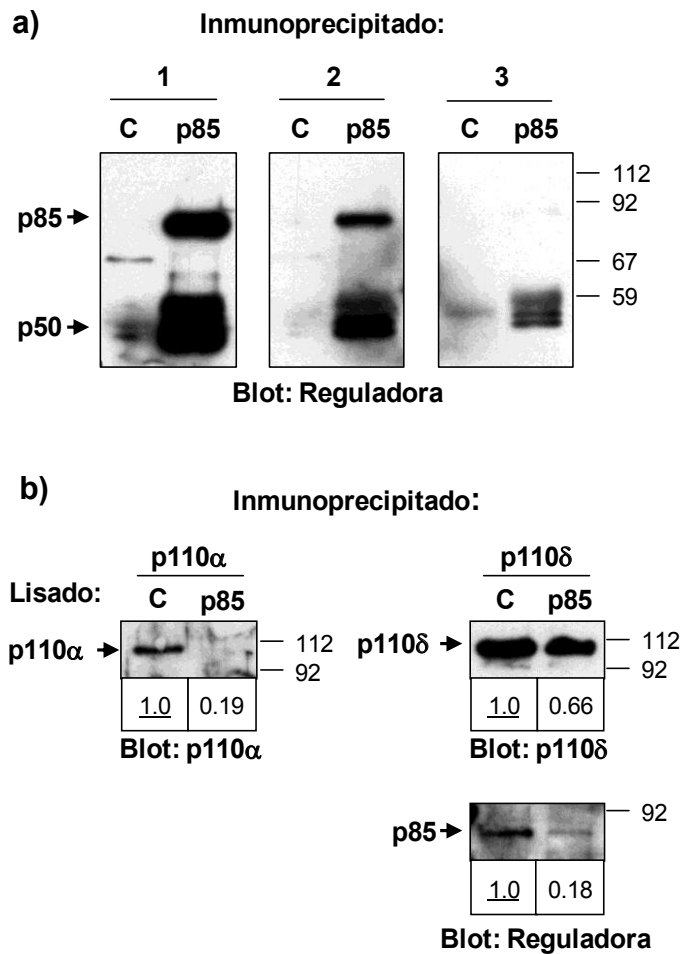 a)
Inmunoprecipitado:
1 2 3
C p85 C p85 C p85
112
p85 92
67
59
p50
Blot: Reguladora
b)
Inmunoprecipitado:
p110α p110δ
Lisado: C p85 C p85
p110α 112 p110δ 112
92 92
1.0 0.19 1.0 0.66
Blot: p110α Blot: p110δ
92
p85
1.0 0.18
Blot: Reguladora